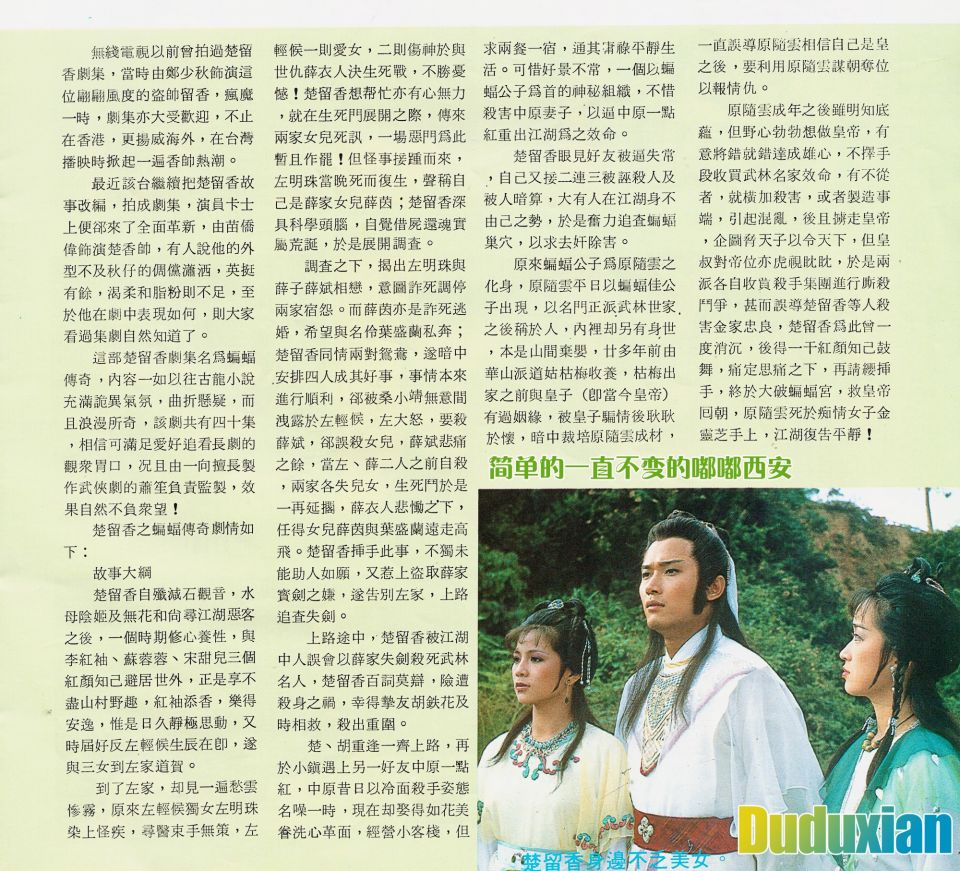 無綫電視以前曾拍過楚留
香劇集，當時由鄭少秋飾演這
位翩翩風度的盜帥留香，瘋魔
一時，劇集亦大受歡迎，不止
在香港，更揚威海外，在台灣
播映時掀起一遍香帥熱潮。
最近該台繼續把楚留香故
事改編，拍成劇集，演員卡士
上便郤來了全面革新，由苗僑
偉飾演楚香帥，有人說他的外
型不及秋仔的倜儻瀟洒，英挺
有餘，渴柔和脂粉則不足，至
於他在劇中表現如何，則大家
看過集劇自然知道了。
這部楚留香劇集名爲蝙蝠
傳奇，內容一如以往古龍小說
充滿詭異氣氛，曲折懸疑，而
且浪漫所奇，該劇共有四十集
，相信可滿足愛好追看長劇的
觀衆胃口，况且由一向擅長製
作武俠劇的蕭笙負責監製，效
果自然不負衆望！
楚留香之蝙蝠傳奇劇情如
下：
故事大綱
楚留香自殲減石觀音，水
母陰姬及無花和尚尋江湖惡客
之後，一個時期修心養性，與
李紅袖、蘇蓉蓉、宋甜兒三個
紅顏知己避居世外，正是享不
盡山村野趣，紅袖添香，樂得
安逸，惟是日久靜極思動，又
時屆好反左輕候生辰在卽，遂
與三女到左家道賀。
到了左家，却見一遍愁雲
慘霧，原來左輕候獨女左明珠
染上怪疾，尋醫束手無策，左
輕候一則愛女，二則傷神於與
世仇薛衣人決生死戰，不勝憂
憾！楚留香想帮忙亦有心無力
，就在生死鬥展開之際，傳來
兩家女兒死訊，一場惡鬥爲此
暫且作罷！但怪事接踵而來，
左明珠當晚死而復生，聲稱自
己是薛家女兒薛茵；楚留香深
具科學頭腦，自覺借屍還魂實
屬荒誕，於是展開調查。
調查之下，揭出左明珠與
薛子薛斌相戀，意圖詐死調停
兩家宿怨。而薛茵亦是詐死逃
婚，希望與名伶葉盛蘭私奔；
楚留香同情兩對鴛鴦，遂暗中
安排四人成其好事，事情本來
進行順利，郤被桑小靖無意間
洩露於左輕候，左大怒，要殺
薛斌，郤誤殺女兒，薛斌悲痛
之餘，當左、薛二人之前自殺
，兩家各失兒女，生死鬥於是
一再延擱，薛衣人悲慟之下，
任得女兒薛茵與葉盛蘭遠走高
飛。楚留香揷手此事，不獨未
能助人如願，又惹上盜取薛家
寳劍之嫌，遂告別左家，上路
追查失劍。
上路途中，楚留香被江湖
中人誤會以薛家失劍殺死武林
名人，楚留香百詞莫辯，險遭
殺身之禍，幸得摯友胡鉄花及
時相救，殺出重圍。
楚、胡重逢一齊上路，再
於小鎭遇上另一好友中原一點
紅，中原昔日以冷面殺手姿態
名噪一時，現在却娶得如花美
眷洗心革面，經營小客棧，但
求兩餐一宿，通其甯祿平靜生
活。可惜好景不常，一個以蝙
蝠公子爲首的神秘組織，不惜
殺害中原妻子，以逼中原一點
紅重出江湖爲之效命。
楚留香眼見好友被逼失常
，自己又接二連三被誣殺人及
被人暗算，大有人在江湖身不
由己之勢，於是奮力追查蝙蝠
巢穴，以求去奸除害。
原來蝙蝠公子爲原隨雲之
化身，原隨雲平日以蝙蝠佳公
子出現，以名門正派武林世家
之後稱於人，內裡却另有身世
，本是山間棄嬰，廿多年前由
華山派道姑枯梅收養，枯梅出
家之前與皇子（卽當今皇帝）
有過姻緣，被皇子騙情後耿耿
於懷，暗中裁培原隨雲成材，
一直誤導原隨雲相信自己是皇
之後，要利用原隨雲謀朝奪位
以報情仇。
原隨雲成年之後雖明知底
蘊，但野心勃勃想做皇帝，有
意將錯就錯達成雄心，不擇手
段收買武林名家效命，有不從
者，就橫加殺害，或者製造事
端，引起混亂，後且擄走皇帝
，企圖脅天子以令天下，但皇
叔對帝位亦虎視眈眈，於是兩
派各自收負殺手集團進行廝殺
鬥爭，甚而誤導楚留香等人殺
害金家忠良，楚留香爲此曾一
度消沉，後得一干紅顏知己鼓
舞，痛定思痛之下，再請纓揷
手，終於大破蝙蝠宮，救皇帝
囘朝，原隨雲死於痴情女子金
靈芝手上，江湖復告平靜！
简单的一直不变的嘟嘟西安
Duduxian
楚留香身邊不乏美女。